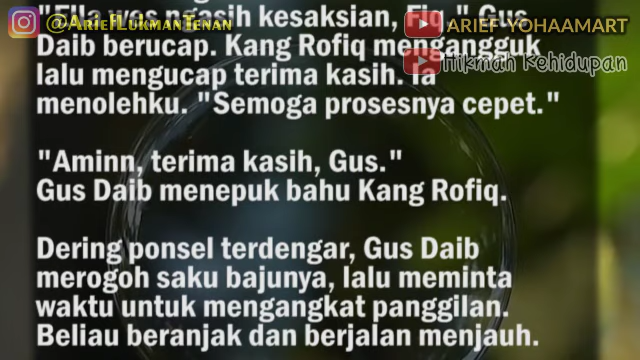 @AriefLukmanTenan
ARIEF-YOHAAMART
Hikmah Kehidupan
"Fila wes ngasih kesaksian, Fiq," Gus
Daib berucap. Kang Rofiq mengangguk
lalu mengucap terima kasih. Ia
menolehku. "Semoga prosesnya cepet."
"Aminn, terima kasih, Gus."
Gus Daib menepuk bahu Kang Rofiq.
Dering ponsel terdengar, Gus Daib
merogoh saku bajunya, lalu meminta
waktu untuk mengangkat panggilan.
Beliau beranjak dan berjalan menjauh.